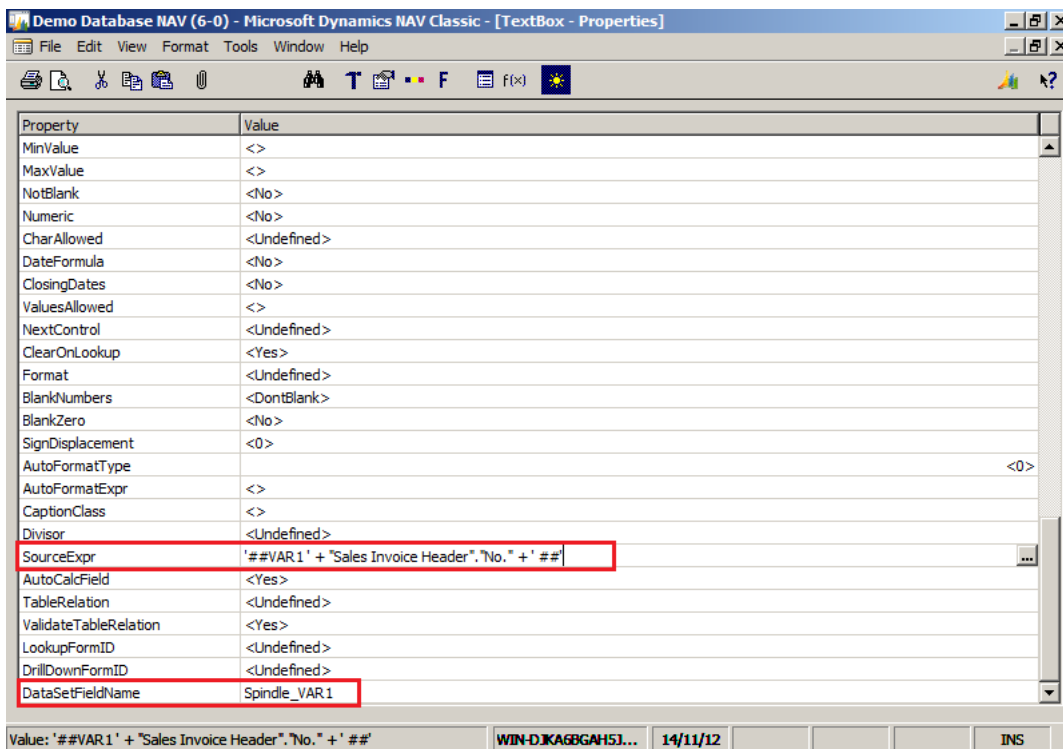 Demo Database NAV (6-0) - Microsoft Dynamics NAV Classic - [TextBox - Properties]
File Edit View Format Tools Window Help
Property Value
MinValue <>
MaxValue <>
NotBlank <No>
Numeric <No>
CharAllowed <Undefined>
DateFormula <No>
ClosingDates <No>
ValuesAllowed <>
NextControl <Undefined>
ClearOnLookup <Yes>
Format <Undefined>
BlankNumbers <DontBlank>
BlankZero <No>
SignDisplacement <0>
AutoFormatType <0>
AutoFormatExpr <>
CaptionClass <>
Divisor <Undefined>
SourceExpr '##VAR1 ' + "Sales Invoice Header"."No." + ' ##' ...
AutoCalcField <Yes>
TableRelation <Undefined>
ValidateTableRelation <Yes>
LookupFormID <Undefined>
DrillDownFormID <Undefined>
DataSetFieldName Spindle_VAR1
Value: '##VAR1 ' + "Sales Invoice Header"."No." + ' ##' WIN-DJKA6BGAH5J... 14/11/12 INS